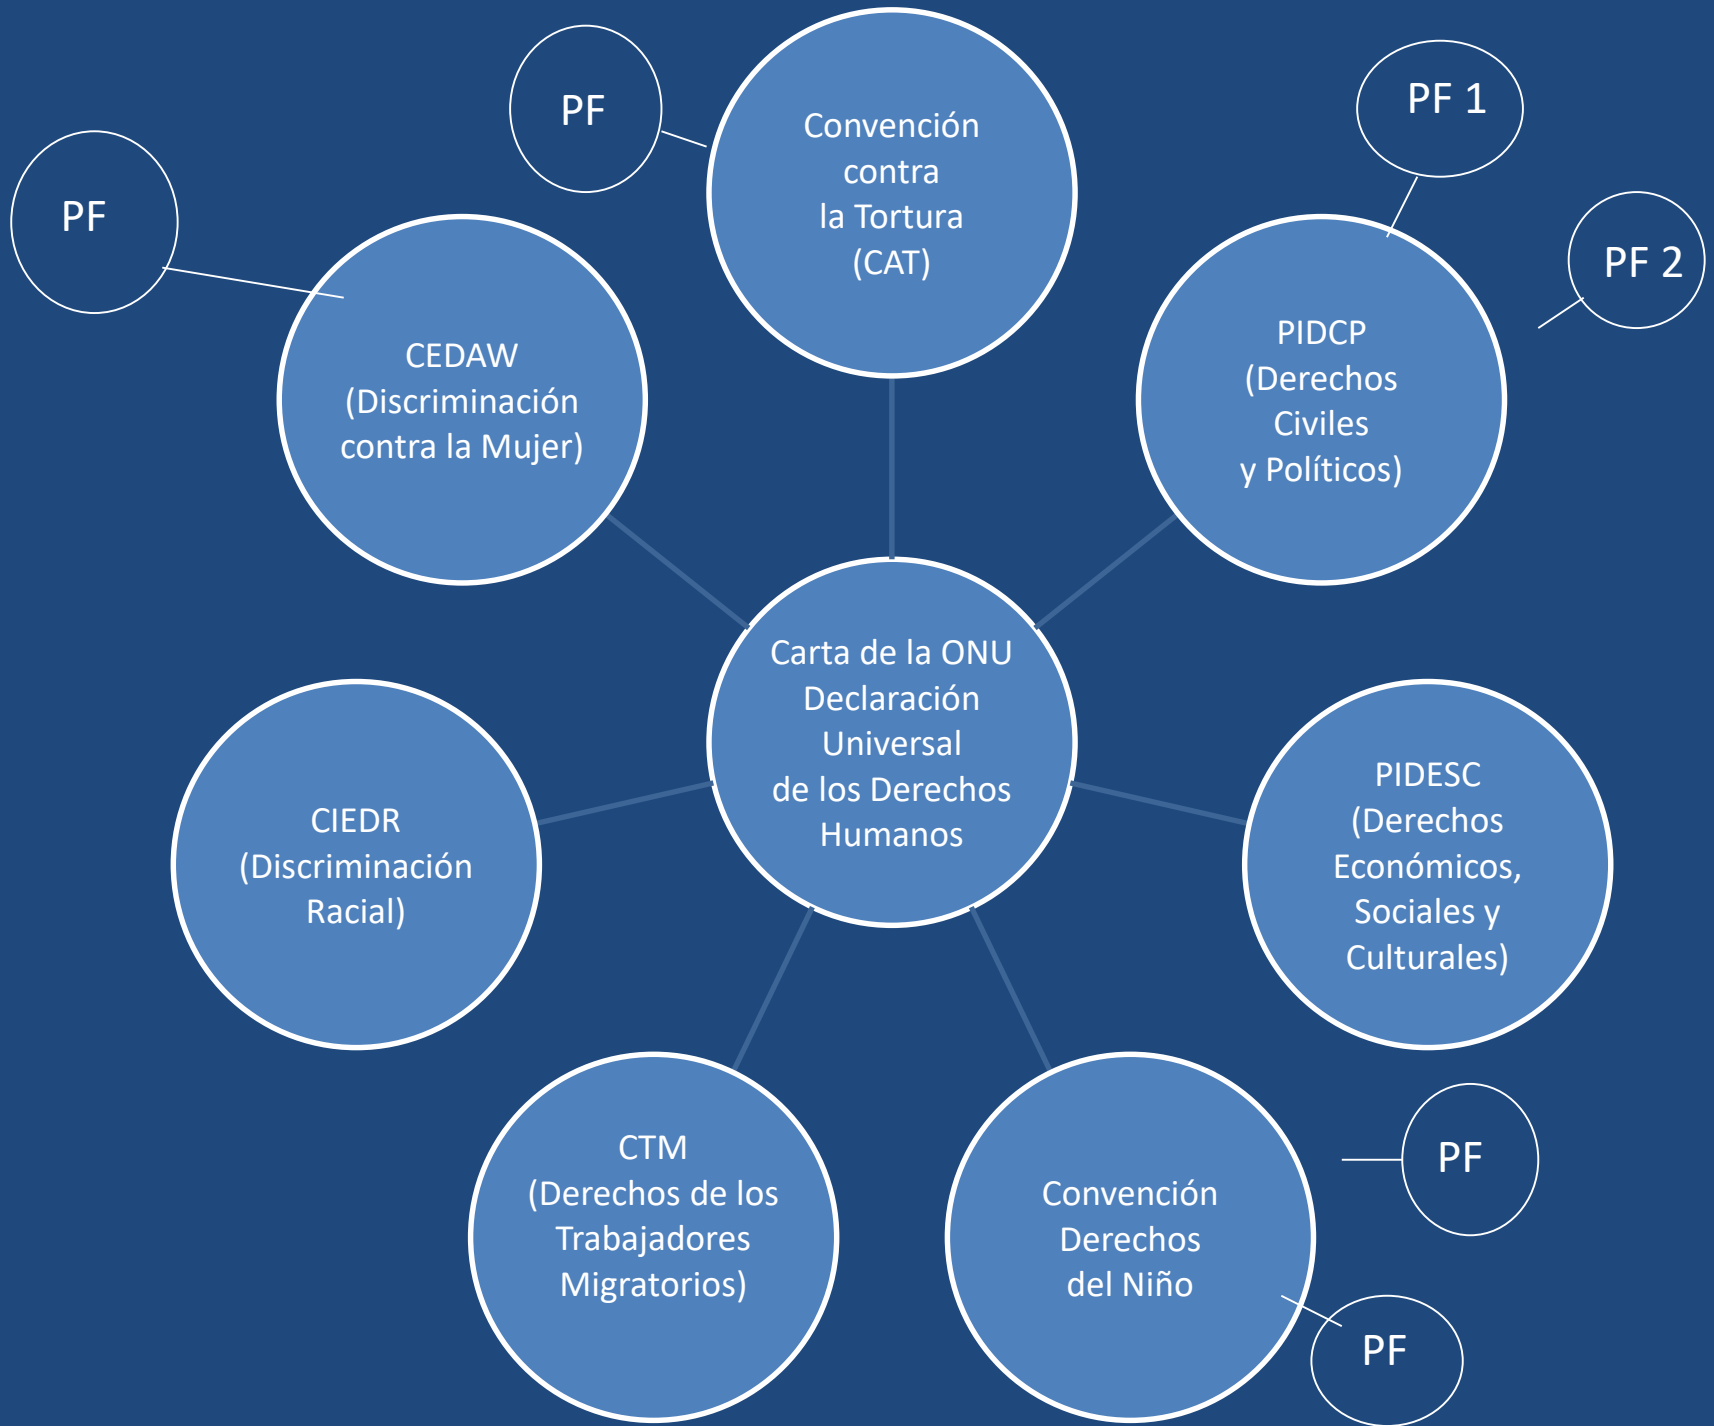 PF
PF
Convención
contra
la Tortura
(CAT)
PF 1
PF 2
CEDAW
(Discriminación
contra la Mujer)
PIDCP
(Derechos
Civiles
y Políticos)
Carta de la ONU
Declaración
Universal
de los Derechos
Humanos
CIEDR
(Discriminación
Racial)
PIDESC
(Derechos
Económicos,
Sociales y
Culturales)
CTM
(Derechos de los
Trabajadores
Migratorios)
Convención
Derechos
del Niño
PF
PF